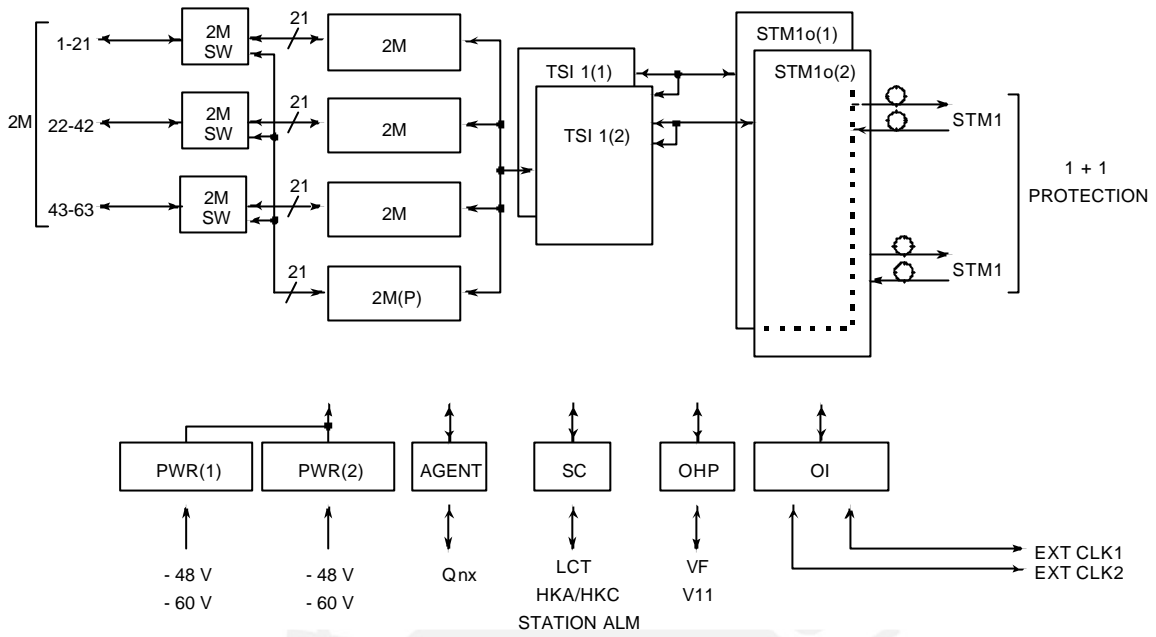 2M
1-21
22-42
43-63
2M
SW
2M
SW
2M
SW
21
21
21
21
2M
2M
2M
2M(P)
TSI 1(1)
TSI 1(2)
STM1o(1)
STM1o(2)
STM1
STM1
1 + 1
PROTECTION
PWR(1)
PWR(2)
AGENT
SC
OHP
OI
- 48 V
- 60 V
- 48 V
- 60 V
Qnx
LCT
HKA/HKC
STATION ALM
VF
V11
EXT CLK1
EXT CLK2